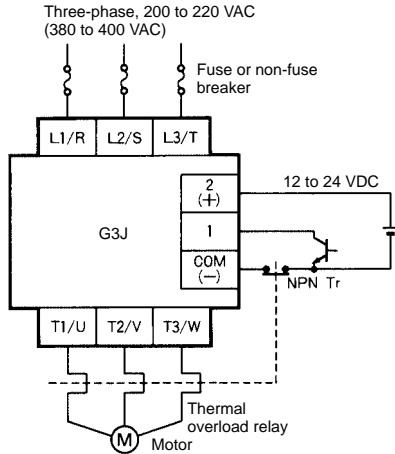 Three-phase, 200 to 220 VAC
(380 to 400 VAC)
Fuse or non-fuse
breaker
L1/R L2/S L3/T
2
(+)
12 to 24 VDC
G3J
1
COM
(−)
NPN Tr
T1/U T2/V T3/W
Thermal
overload relay
M
Motor